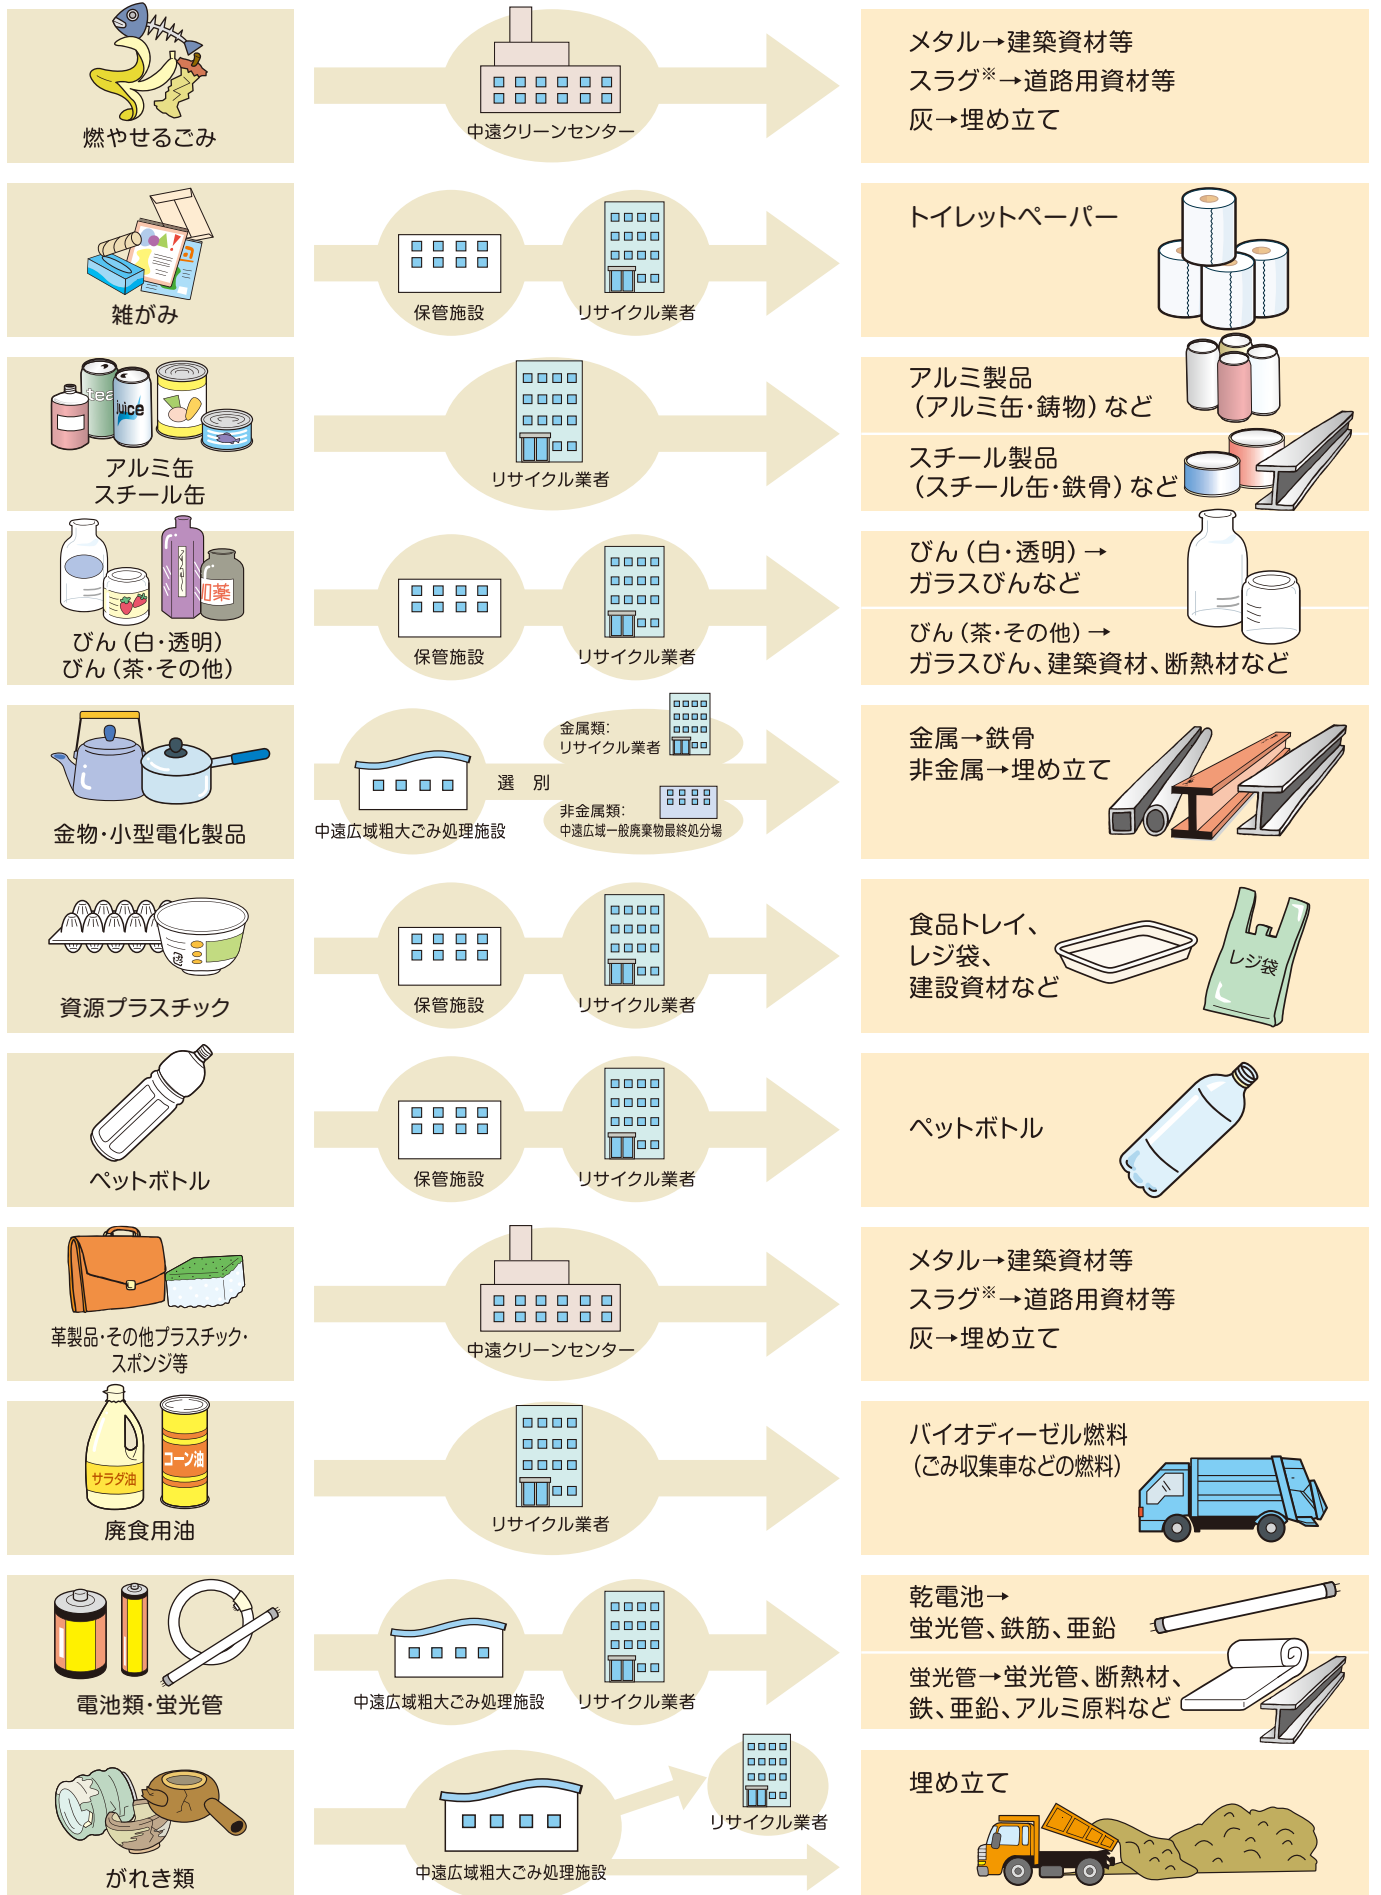 燃やせるごみ
中遠クリーンセンター
メタル→建築資材等
スラグ※→道路用資材等
灰→埋め立て
雑がみ
保管施設
リサイクル業者
トイレットペーパー
tea
juice
アルミ缶
スチール缶
リサイクル業者
アルミ製品
（アルミ缶・鋳物）など
スチール製品
（スチール缶・鉄骨）など
びん（白・透明）
びん（茶・その他）
保管施設
リサイクル業者
びん（白・透明）→
ガラスびんなど
びん（茶・その他）→
ガラスびん、建築資材、断熱材など
金物・小型電化製品
中遠広域粗大ごみ処理施設
選　別
金属類：
リサイクル業者
非金属類：
中遠広域一般廃棄物最終処分場
金属→鉄骨
非金属→埋め立て
資源プラスチック
保管施設
リサイクル業者
食品トレイ、
レジ袋、
建設資材など
レジ袋
ペットボトル
保管施設
リサイクル業者
ペットボトル
革製品・その他プラスチック・
スポンジ等
中遠クリーンセンター
メタル→建築資材等
スラグ※→道路用資材等
灰→埋め立て
サラダ油
コーン油
廃食用油
リサイクル業者
バイオディーゼル燃料
（ごみ収集車などの燃料）
電池類・蛍光管
中遠広域粗大ごみ処理施設
リサイクル業者
乾電池→
蛍光管、鉄筋、亜鉛
蛍光管→蛍光管、断熱材、
鉄、亜鉛、アルミ原料など
がれき類
中遠広域粗大ごみ処理施設
リサイクル業者
埋め立て